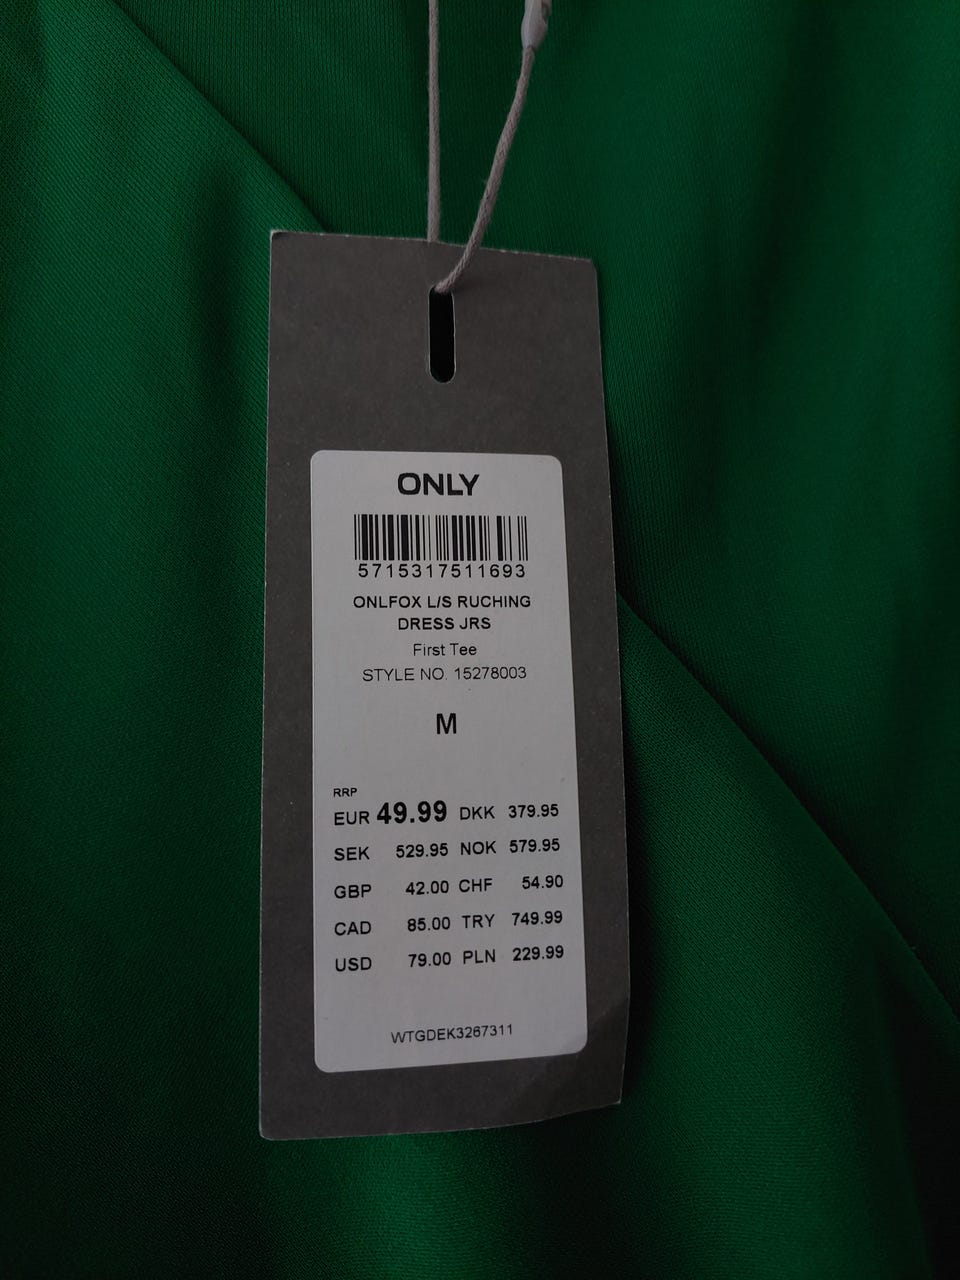 ONLY
5715317511693
ONLFOX L/S RUCHING
DRESS JRS
First Tee
STYLE NO. 15278003
M
RRP
EUR 49.99 DKK 379.95
SEK 529.95 NOK 579.95
GBP 42.00 CHF 54.90
CAD 85.00 TRY 749.99
USD 79.00 PLN 229.99
WTGDEK3267311